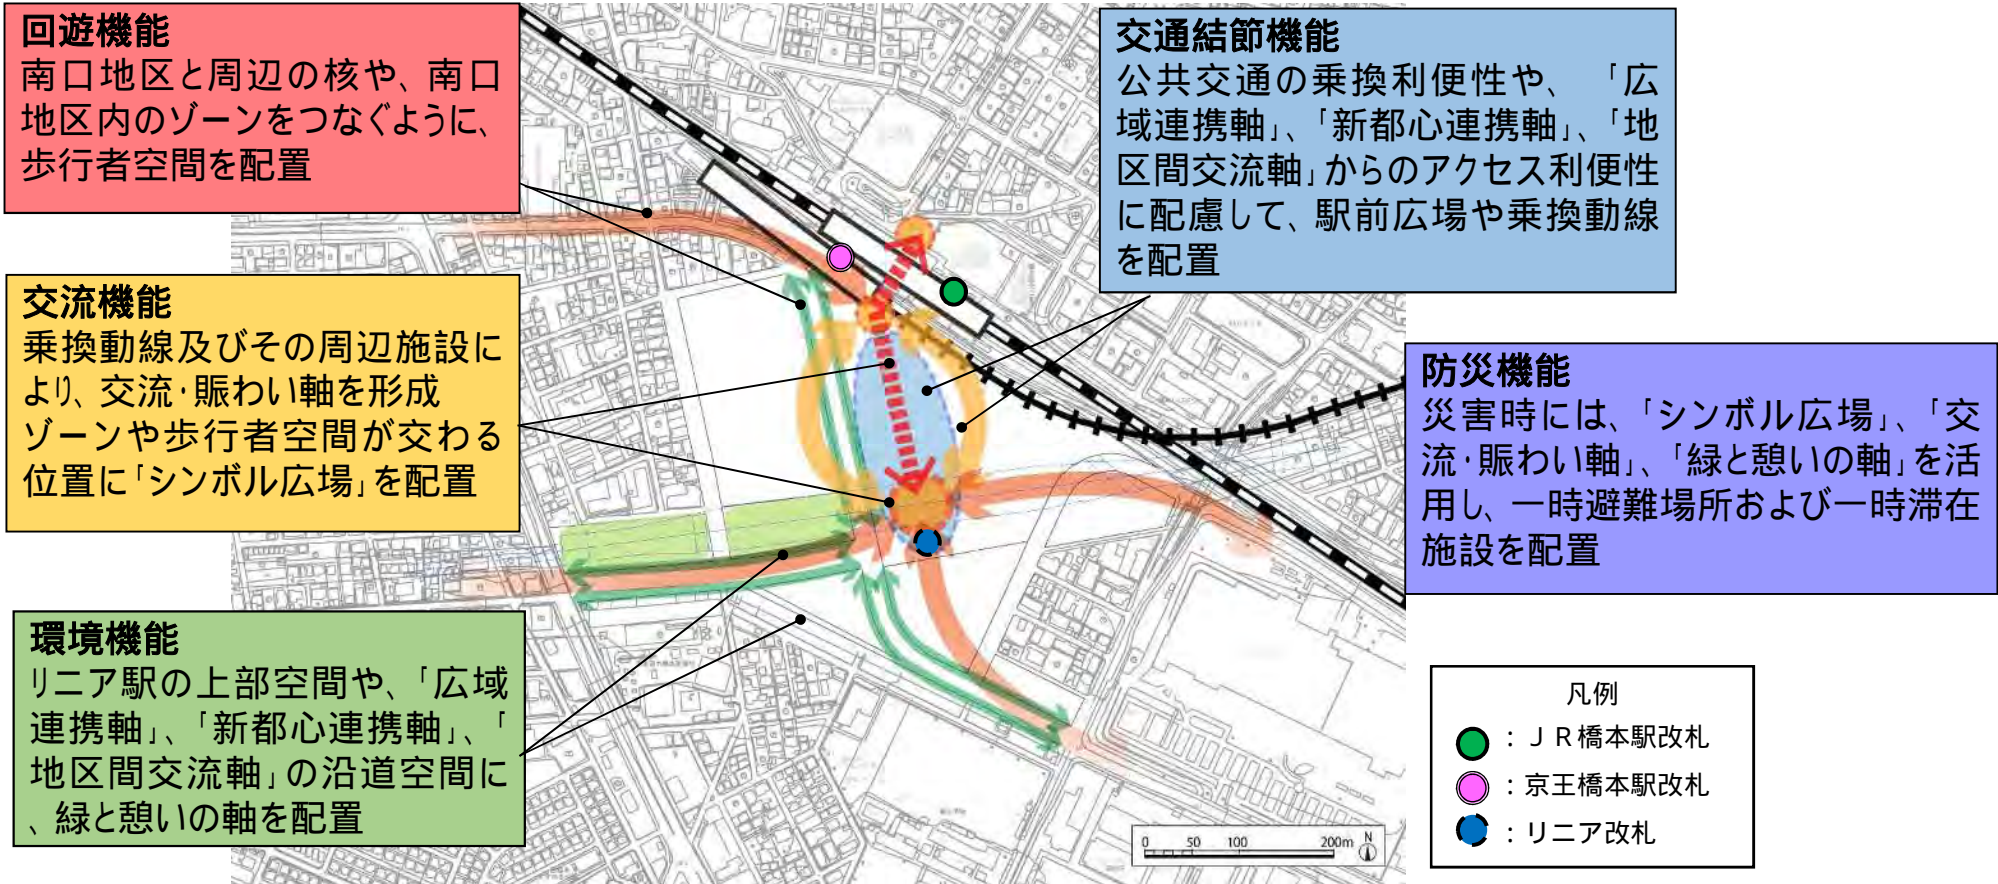 回遊機能
南口地区と周辺の核や、南口
地区内のゾーンをつなぐように、
歩行者空間を配置
交通結節機能
公共交通の乗換利便性や、「広
域連携軸」、「新都心連携軸」、「地
区間交流軸」からのアクセス利便性
に配慮して、駅前広場や乗換動線
を配置
交流機能
乗換動線及びその周辺施設に
より、交流・賑わい軸を形成
ゾーンや歩行者空間が交わる
位置に「シンボル広場」を配置
防災機能
災害時には、「シンボル広場」、「交
流・賑わい軸」、「緑と憩いの軸」を活
用し、一時避難場所および一時滞在
施設を配置
環境機能
リニア駅の上部空間や、「広域
連携軸」、「新都心連携軸」、「
地区間交流軸」の沿道空間に
、緑と憩いの軸を配置
凡例
：ＪＲ橋本駅改札
：京王橋本駅改札
：リニア改札
0 50 100 200m N